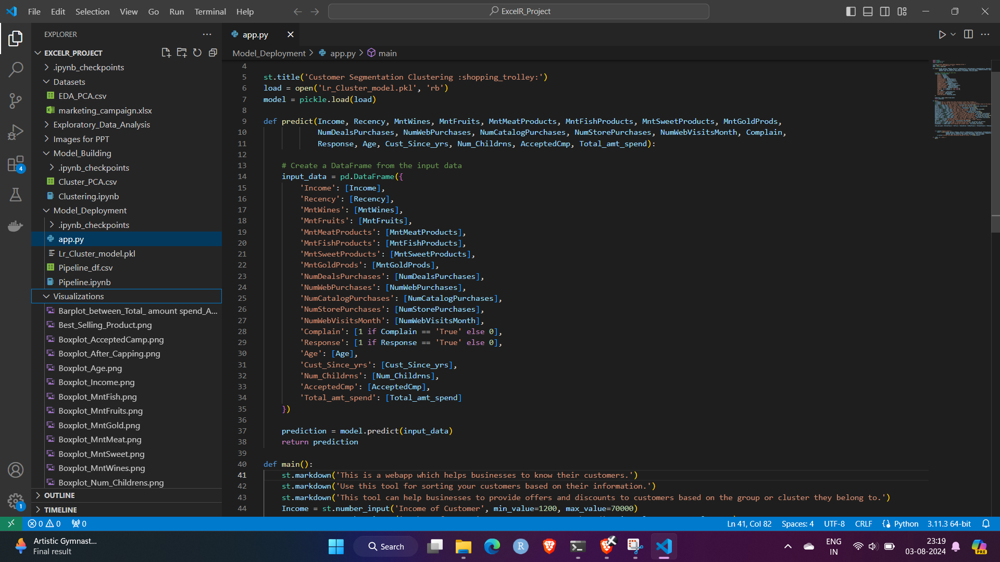 File Edit Selection View Go Run Terminal Help
ExcelR_Project
EXPLORER
EXCELR_PROJECT
.ipynb_checkpoints
Datasets
EDA_PCA.csv
marketing_campaign.xlsx
Exploratory_Data_Analysis
Images for PPT
Model_Building
.ipynb_checkpoints
Cluster_PCA.csv
Clustering.ipynb
Model_Deployment
.ipynb_checkpoints
app.py
Lr_Cluster_model.pkl
Pipeline_df.csv
Pipeline.ipynb
Visualizations
Barplot_between_Total_ amount spend_A...
Best_Selling_Product.png
Boxplot_AcceptedCamp.png
Boxplot_After_Capping.png
Boxplot_Age.png
Boxplot_Income.png
Boxplot_MntFish.png
Boxplot_MntFruits.png
Boxplot_MntGold.png
Boxplot_MntMeat.png
Boxplot_MntSweet.png
Boxplot_MntWines.png
Boxplot_Num_Childrens.png
OUTLINE
TIMELINE
4
1
app.py
Model_Deployment > app.py > main
4
5 st.title('Customer Segmentation Clustering :shopping_trolley:')
6 load = open('Lr_Cluster_model.pkl', 'rb')
7 model = pickle.load(load)
8
9 def predict(Income, Recency, MntWines, MntFruits, MntMeatProducts, MntFishProducts, MntSweetProducts, MntGoldProds,
10 NumDealsPurchases, NumWebPurchases, NumCatalogPurchases, NumStorePurchases, NumWebVisitsMonth, Complain,
11 Response, Age, Cust_Since_yrs, Num_Childrns, AcceptedCmp, Total_amt_spend):
12
13 # Create a DataFrame from the input data
14 input_data = pd.DataFrame({
15 'Income': [Income],
16 'Recency': [Recency],
17 'MntWines': [MntWines],
18 'MntFruits': [MntFruits],
19 'MntMeatProducts': [MntMeatProducts],
20 'MntFishProducts': [MntFishProducts],
21 'MntSweetProducts': [MntSweetProducts],
22 'MntGoldProds': [MntGoldProds],
23 'NumDealsPurchases': [NumDealsPurchases],
24 'NumWebPurchases': [NumWebPurchases],
25 'NumCatalogPurchases': [NumCatalogPurchases],
26 'NumStorePurchases': [NumStorePurchases],
27 'NumWebVisitsMonth': [NumWebVisitsMonth],
28 'Complain': [1 if Complain == 'True' else 0],
29 'Response': [1 if Response == 'True' else 0],
30 'Age': [Age],
31 'Cust_Since_yrs': [Cust_Since_yrs],
32 'Num_Childrns': [Num_Childrns],
33 'AcceptedCmp': [AcceptedCmp],
34 'Total_amt_spend': [Total_amt_spend]
35 })
36
37 prediction = model.predict(input_data)
38 return prediction
39
40 def main():
41 st.markdown('This is a webapp which helps businesses to know their customers.')
42 st.markdown('Use this tool for sorting your customers based on their information.')
43 st.markdown('This tool can help businesses to provide offers and discounts to customers based on the group or cluster they belong to.')
44 Income = st.number_input('Income of Customer', min_value=1200, max_value=70000)
0 0 0 Ln 41, Col 82 Spaces: 4 UTF-8 CRLF Python 3.11.3 64-bit
Artistic Gymnast...
Final result
Search
R
PRE
ENG
IN
23:19
03-08-2024